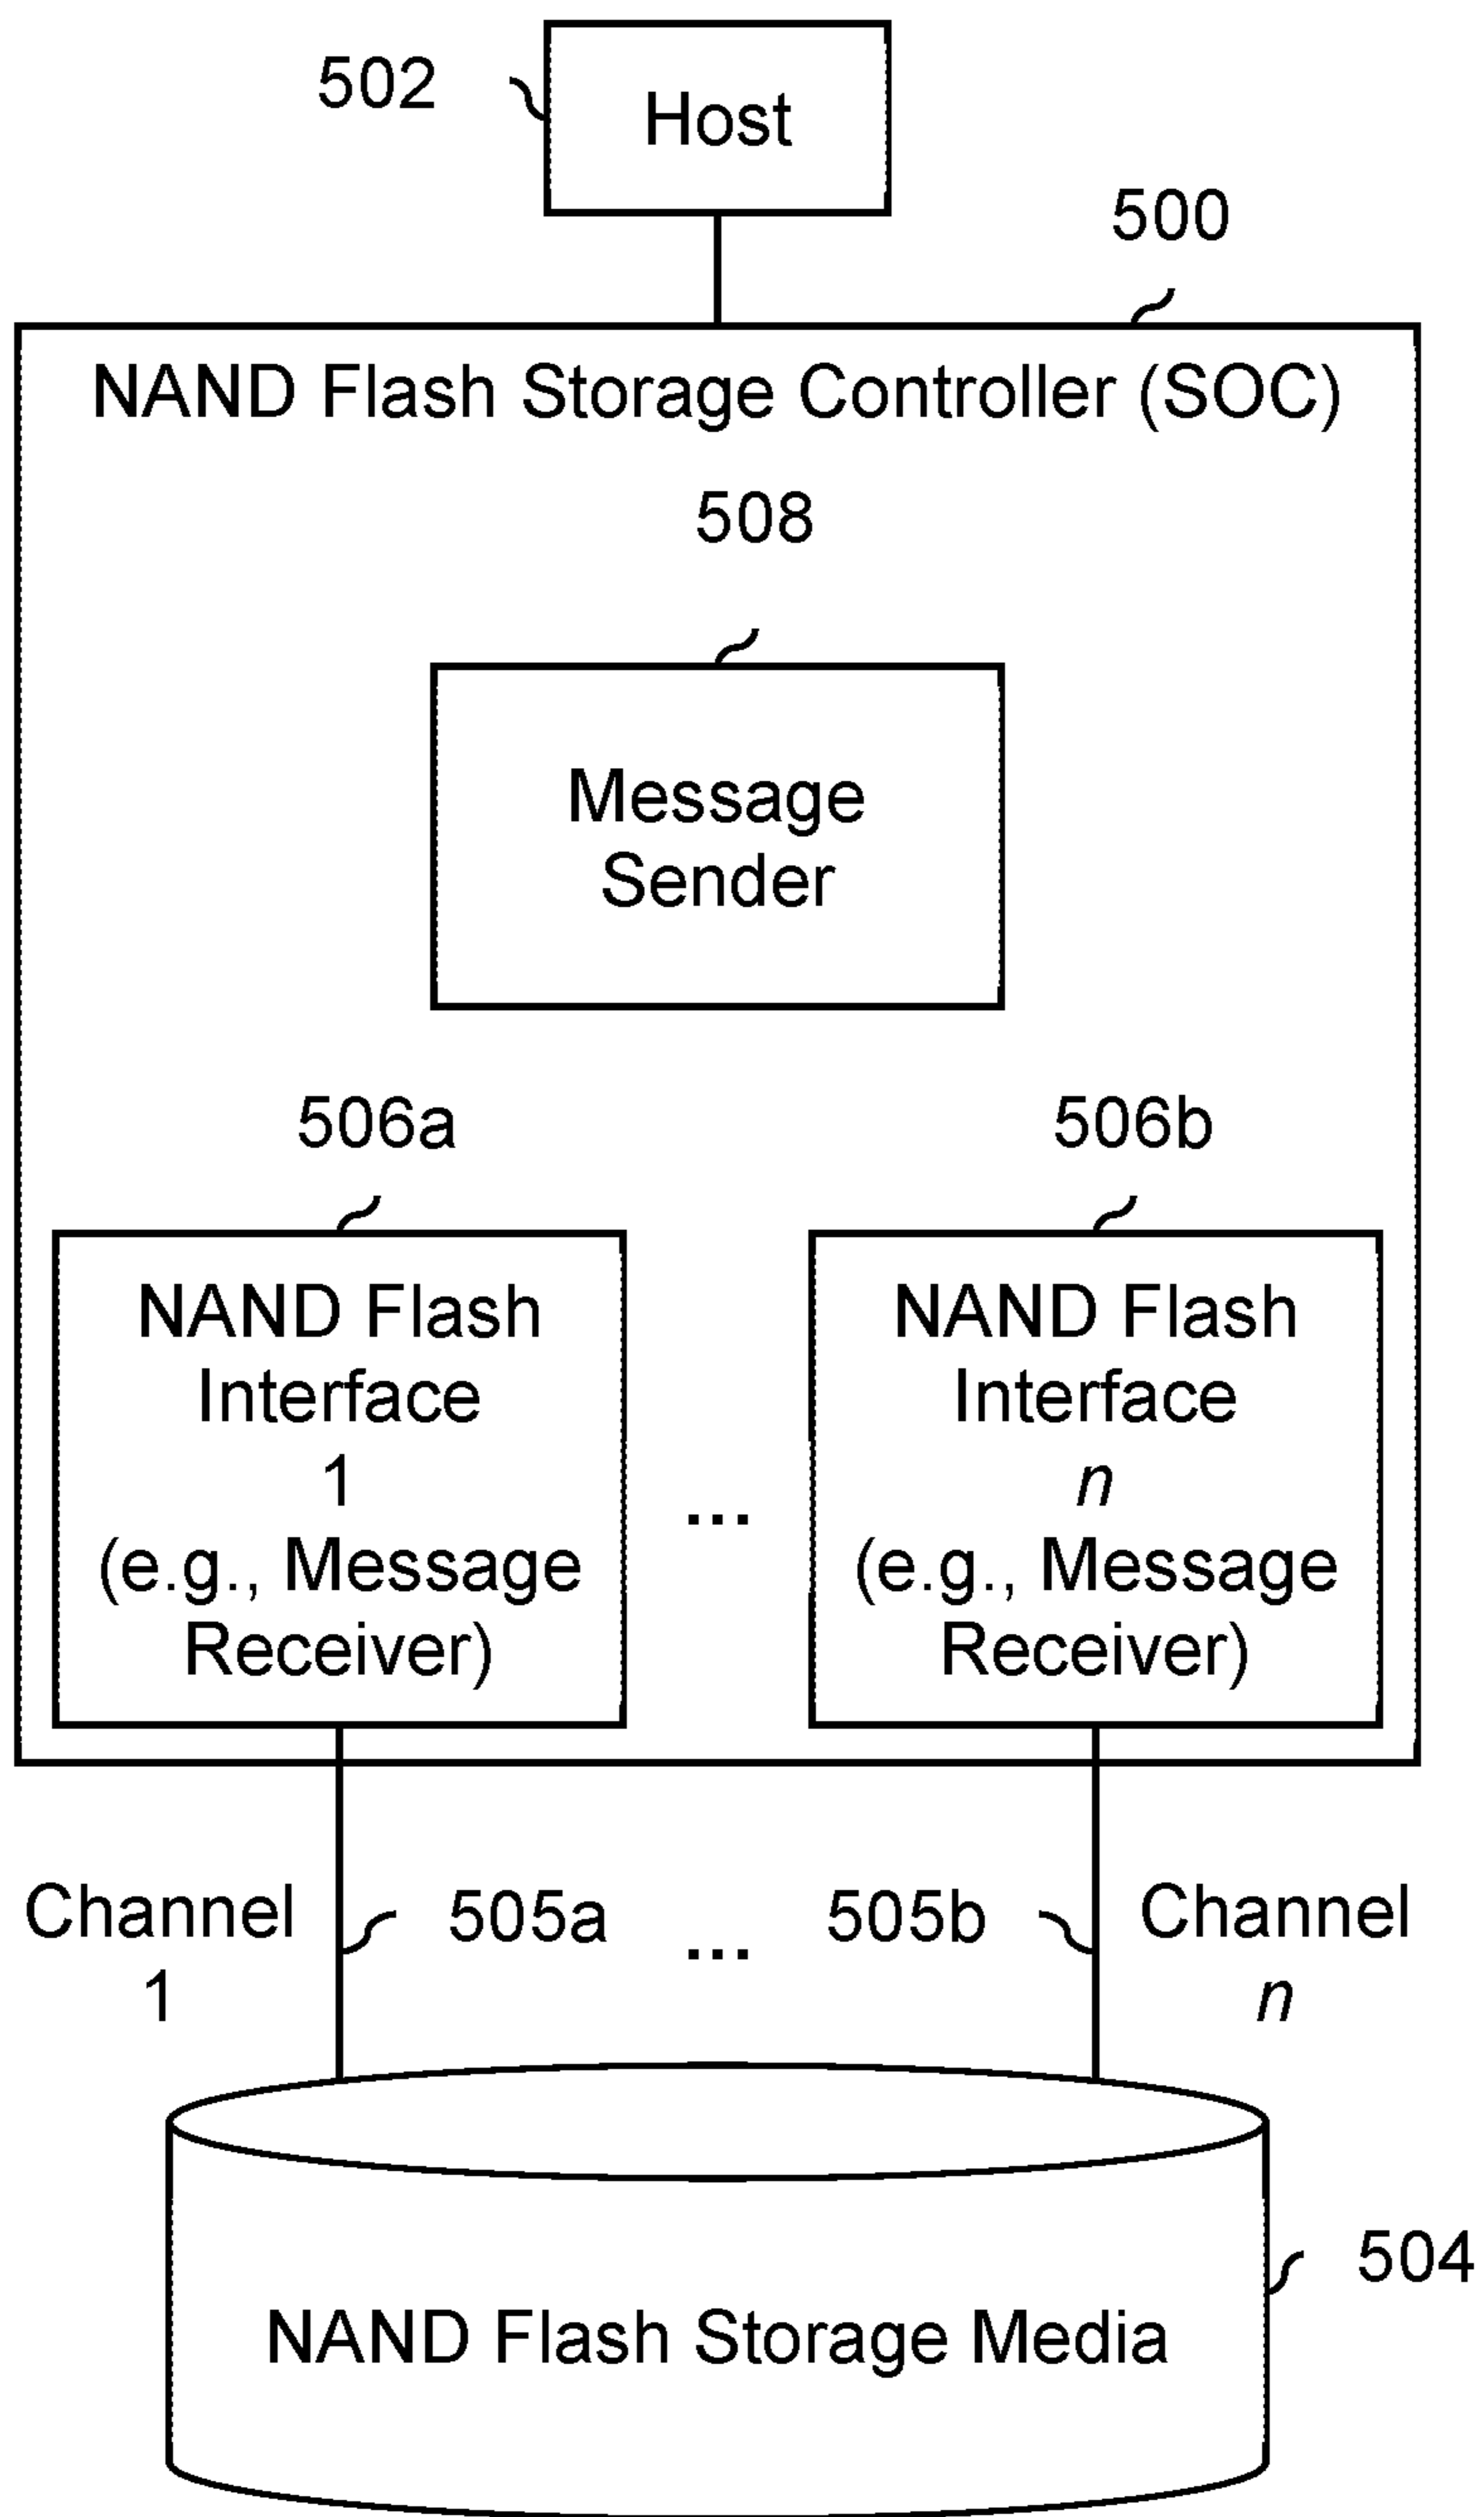 502
Host
500
NAND Flash Storage Controller (SOC)
508
Message
Sender
506a
506b
NAND Flash
Interface
1
(e.g., Message
Receiver)
...
NAND Flash
Interface
n
(e.g., Message
Receiver)
Channel
1
505a
...
505b
Channel
n
504
NAND Flash Storage Media